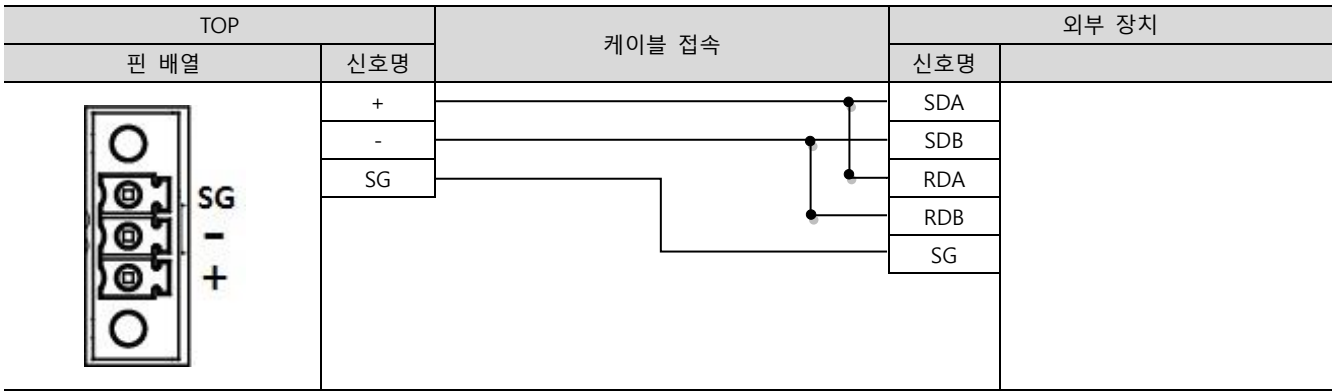 TOP 케이블 접속 외부 장치
핀 배열 신호명 신호명
+ SDA
- SDB
SG RDA
RDB
SG
SG
-
+